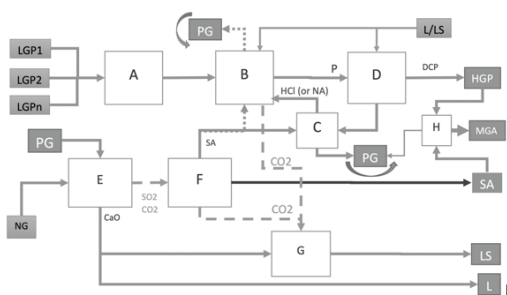 PG
L/LS
LGP1
LGP2
LGPn
A
B
P
D
DCP
HGP
HCl (or NA)
C
H
MGA
SA
PG
CO2
PG
SA
E
SO2
CO2
F
CO2
NG
CaO
G
LS
L